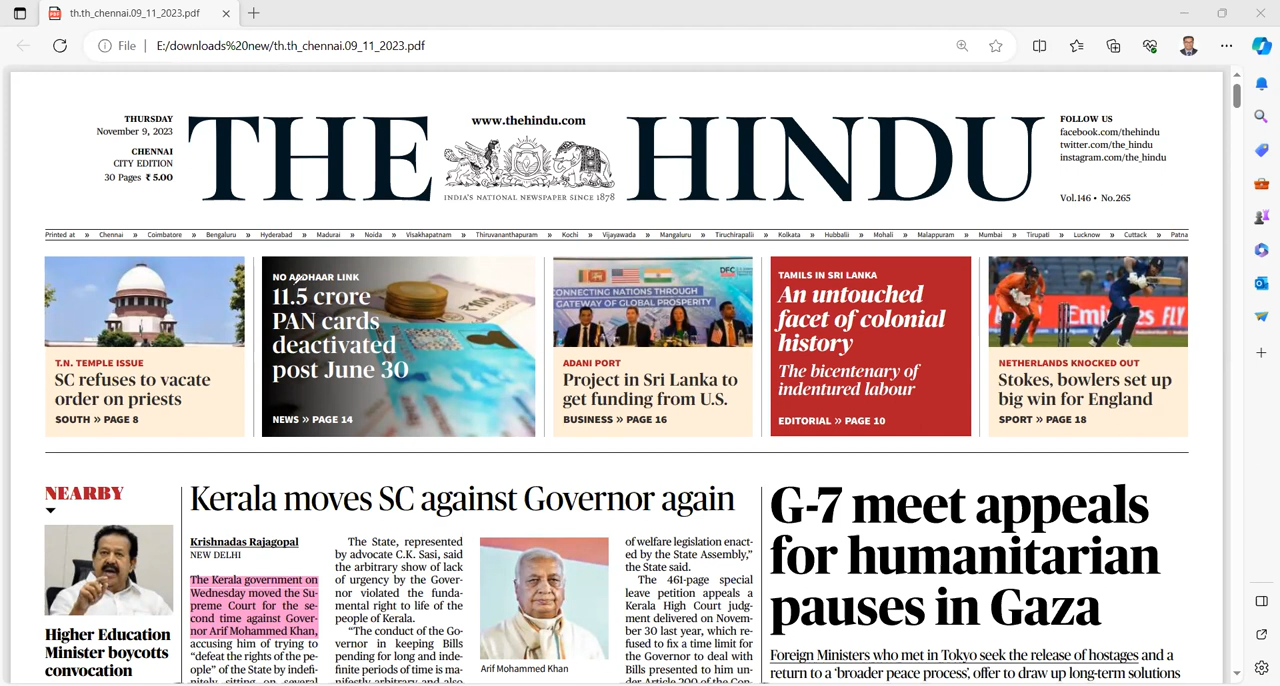 th.th_chennai.09_11_2023.pdf
File
E:/downloads%20new/th.th_chennai.09_11_2023.pdf
THURSDAY
November 9, 2023
CHENNAI
CITY EDITION
30 Pages ₹ 5.00
THE HINDU
www.thehindu.com
INDIA'S NATIONAL NEWSPAPER SINCE 1878
FOLLOW US
facebook.com/thehindu
twitter.com/the_hindu
instagram.com/the_hindu
Vol.146 • No.265
Printed at » Chennai » Coimbatore » Bengaluru » Hyderabad » Madurai » Noida » Visakhapatnam » Thiruvananthapuram » Kochi » Vijayawada » Mangaluru » Tiruchirapalli » Kolkata » Hubballi » Mohali » Malappuram » Mumbai » Tirupati » Lucknow » Cuttack » Patna
T.N. TEMPLE ISSUE
SC refuses to vacate
order on priests
SOUTH » PAGE 8
NO AADHAAR LINK
11.5 crore
PAN cards
deactivated
post June 30
NEWS » PAGE 14
DFC
CONNECTING NATIONS THROUGH
GATEWAY OF GLOBAL PROSPERITY
ADANI PORT
Project in Sri Lanka to
get funding from U.S.
BUSINESS » PAGE 16
TAMILS IN SRI LANKA
An untouched
facet of colonial
history
The bicentenary of
indentured labour
EDITORIAL » PAGE 10
FLY
NETHERLANDS KNOCKED OUT
Stokes, bowlers set up
big win for England
SPORT » PAGE 18
NEARBY
Higher Education
Minister boycotts
convocation
Kerala moves SC against Governor again
Krishnadas Rajagopal
NEW DELHI
The Kerala government on
Wednesday moved the Su-
preme Court for the se-
cond time against Gover-
nor Arif Mohammed Khan,
accusing him of trying to
"defeat the rights of the pe-
ople" of the State by indefi-
nitely sitting on several
The State, represented
by advocate C.K. Sasi, said
the arbitrary show of lack
of urgency by the Gover-
nor violated the funda-
mental right to life of the
people of Kerala.
"The conduct of the Go-
vernor in keeping Bills
pending for long and inde-
finite periods of time is ma-
nifestly arbitrary and also
Arif Mohammed Khan
of welfare legislation enact-
ed by the State Assembly,"
the State said.
The 461-page special
leave petition appeals a
Kerala High Court judg-
ment delivered on Novem-
ber 30 last year, which re-
fused to fix a time limit for
the Governor to deal with
Bills presented to him un-
der Article 200 of the Con-
G-7 meet appeals
for humanitarian
pauses in Gaza
Foreign Ministers who met in Tokyo seek the release of hostages and a
return to a 'broader peace process', offer to draw up long-term solutions